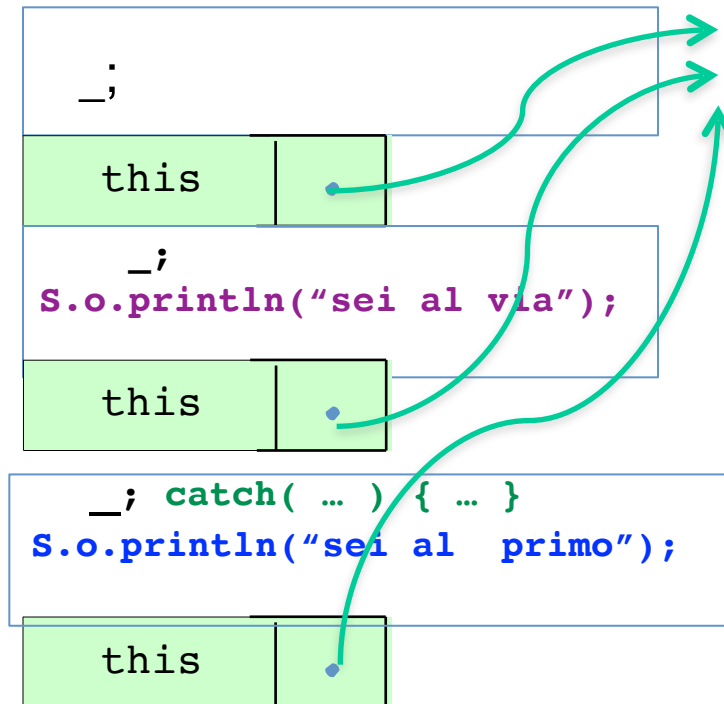 _;
this
_;
S.o.println(“sei al via”);
this
_; catch( … ) { … }
S.o.println(“sei al primo”);
this